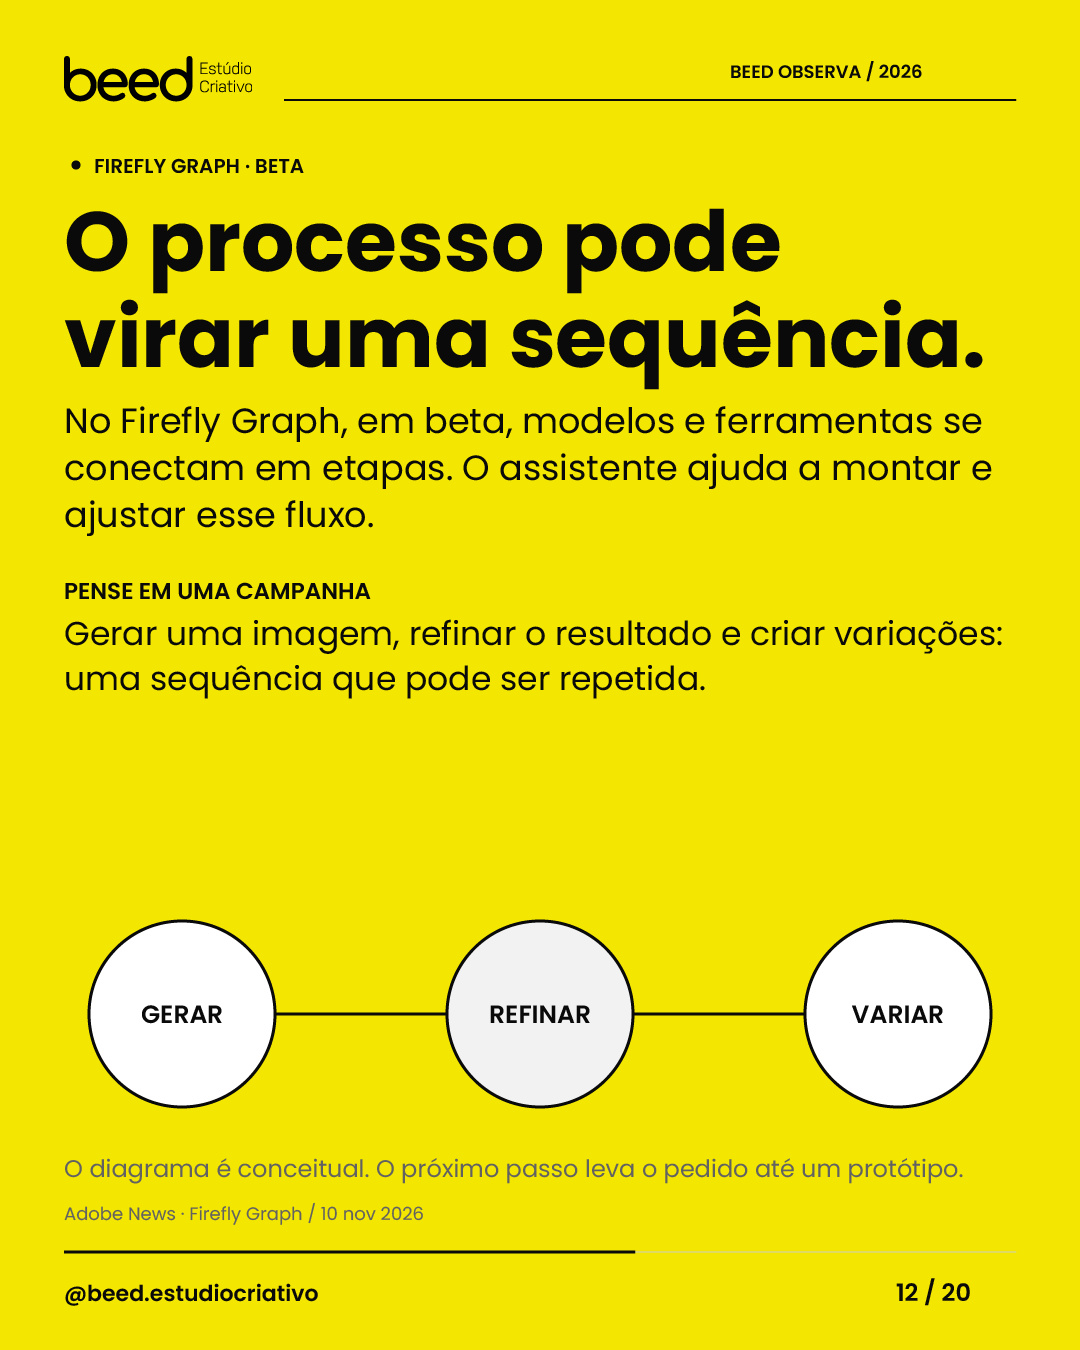 beed Estúdio
Criativo
BEED OBSERVA / 2026
• FIREFLY GRAPH · BETA
O processo pode
virar uma sequência.
No Firefly Graph, em beta, modelos e ferramentas se
conectam em etapas. O assistente ajuda a montar e
ajustar esse fluxo.
PENSE EM UMA CAMPANHA
Gerar uma imagem, refinar o resultado e criar variações:
uma sequência que pode ser repetida.
GERAR
REFINAR
VARIAR
O diagrama é conceitual. O próximo passo leva o pedido até um protótipo.
Adobe News · Firefly Graph / 10 nov 2026
@beed.estudiocriativo
12 / 20